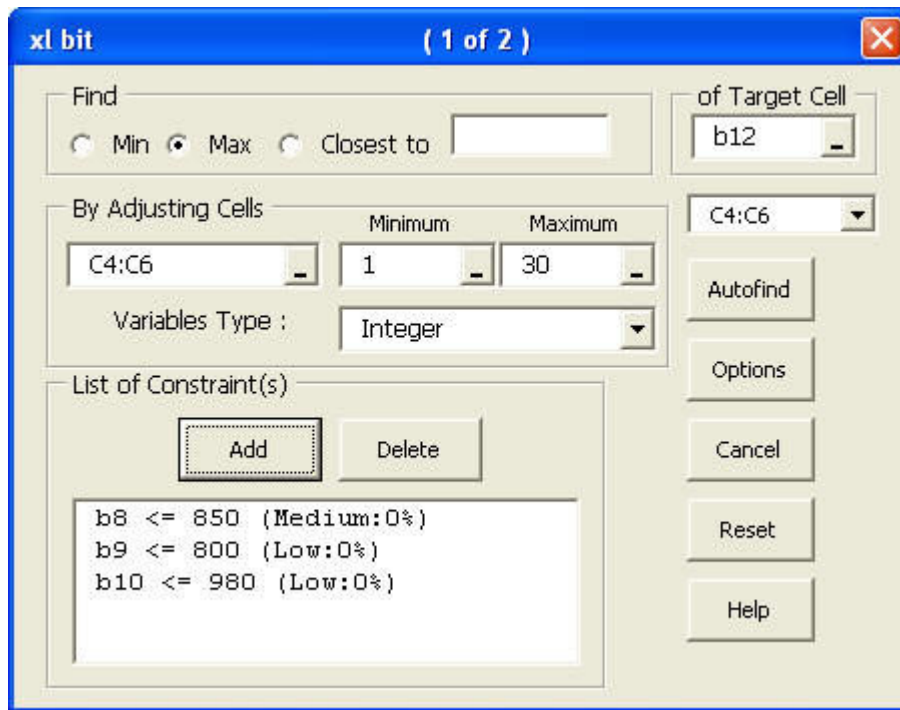 xl bit ( 1 of 2 )
Find of Target Cell
Min Max Closest to b12
By Adjusting Cells Minimum Maximum C4:C6
C4:C6 1 30
Autofind
Variables Type : Integer
Options
List of Constraint(s)
Add Delete Cancel
b8 <= 850 (Medium:0%)
b9 <= 800 (Low:0%)
b10 <= 980 (Low:0%)
Reset
Help